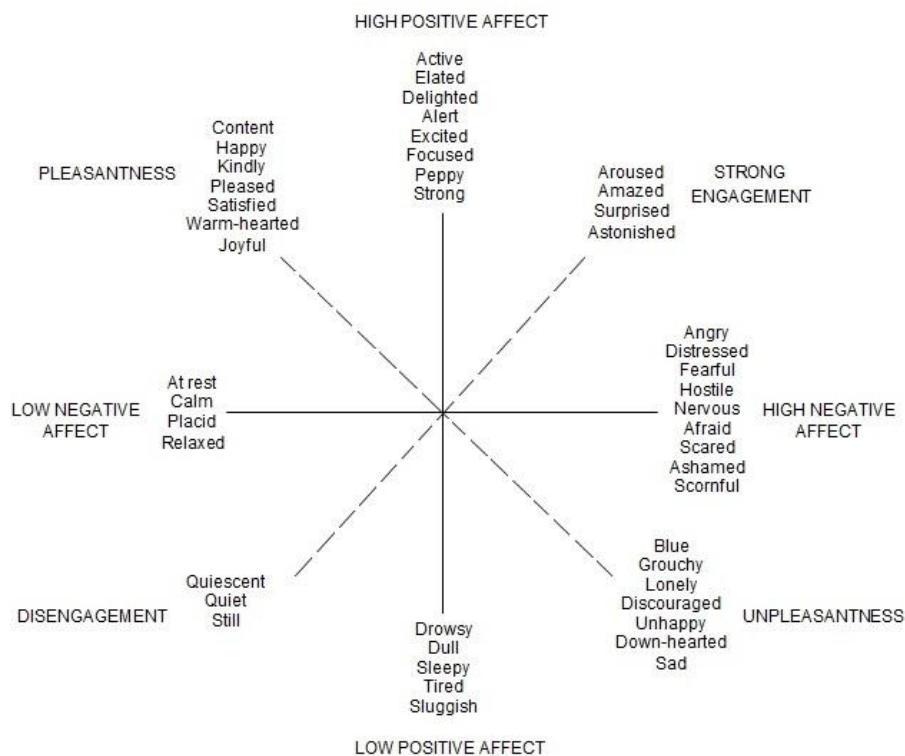 HIGH POSITIVE AFFECT
Active
Elated
Delighted
Alert
Excited
Focused
Peppy
Strong
PLEASANTNESS
Content
Happy
Kindly
Pleased
Satisfied
Warm-hearted
Joyful
Aroused
Amazed
Surprised
Astonished
STRONG
ENGAGEMENT
LOW NEGATIVE
AFFECT
At rest
Calm
Placid
Relaxed
Angry
Distressed
Fearful
Hostile
Nervous
Afraid
Scared
Ashamed
Scornful
HIGH NEGATIVE
AFFECT
DISENGAGEMENT
Quiescent
Quiet
Still
Drowsy
Dull
Sleepy
Tired
Sluggish
LOW POSITIVE AFFECT
Blue
Grouchy
Lonely
Discouraged
Unhappy
Down-hearted
Sad
UNPLEASANTNESS